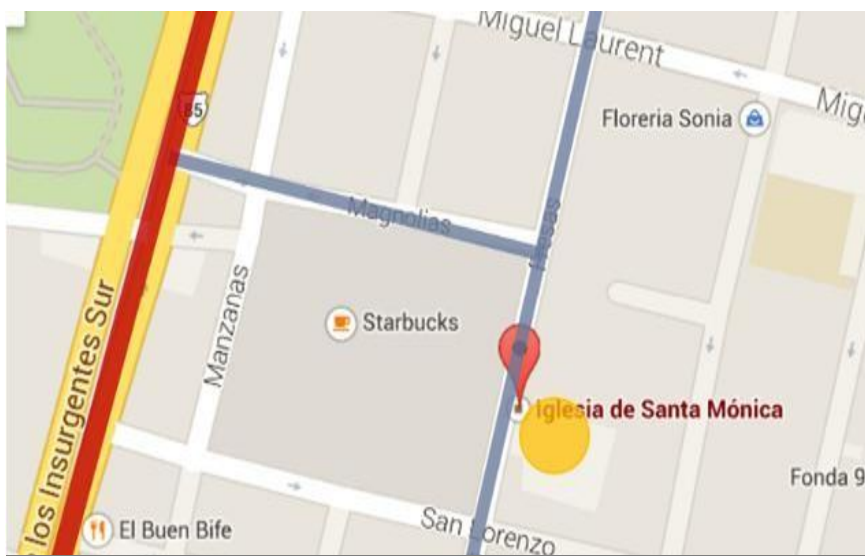 Miguel Laurent
85
Floreria Sonia
Mig
Magnolias
Fresas
Manzanas
Starbucks
los Insurgentes Sur
Iglesia de Santa Mónica
Fonda 9
San Lorenzo
El Buen Bife